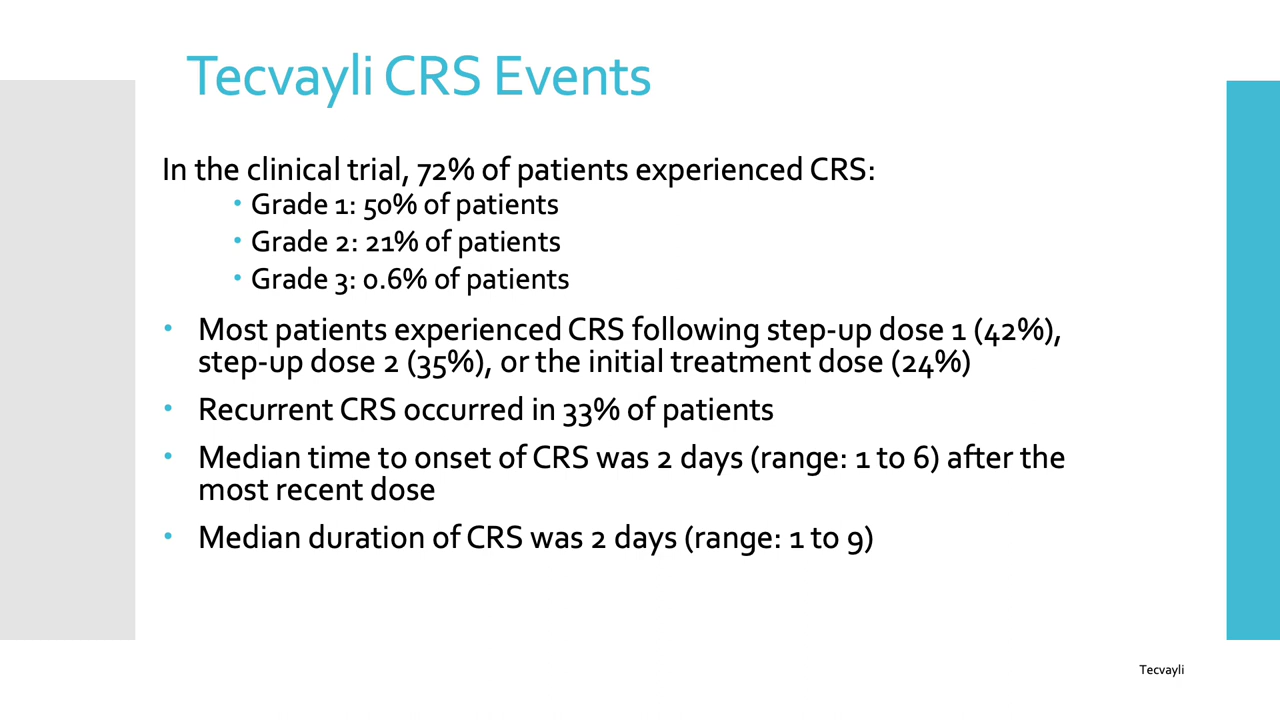 Tecvayli CRS Events
In the clinical trial, 72% of patients experienced CRS:
• Grade 1: 50% of patients
• Grade 2: 21% of patients
• Grade 3: 0.6% of patients
• Most patients experienced CRS following step-up dose 1 (42%),
step-up dose 2 (35%), or the initial treatment dose (24%)
• Recurrent CRS occurred in 33% of patients
• Median time to onset of CRS was 2 days (range: 1 to 6) after the
most recent dose
• Median duration of CRS was 2 days (range: 1 to 9)
Tecvayli